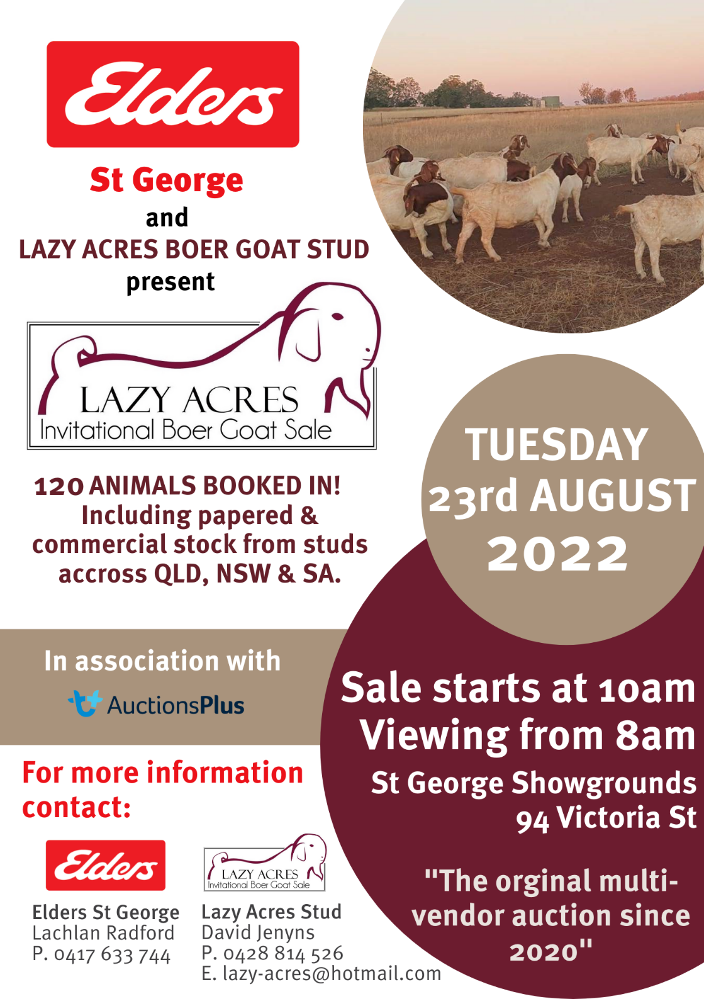 Elders
St George
and
LAZY ACRES BOER GOAT STUD
present
LAZY ACRES
Invitational Boer Goat Sale
120 ANIMALS BOOKED IN!
Including papered &
commercial stock from studs
accross QLD, NSW & SA.
TUESDAY
23rd AUGUST
2022
In association with
AuctionsPlus
Sale starts at 10am
Viewing from 8am
St George Showgrounds
94 Victoria St
"The orginal multi-
vendor auction since
2020"
For more information
contact:
Elders
Elders St George
Lachlan Radford
P. 0417 633 744
LAZY ACRES
Invitational Boer Goat Sale
Lazy Acres Stud
David Jenyns
P. 0428 814 526
E. lazy-acres@hotmail.com